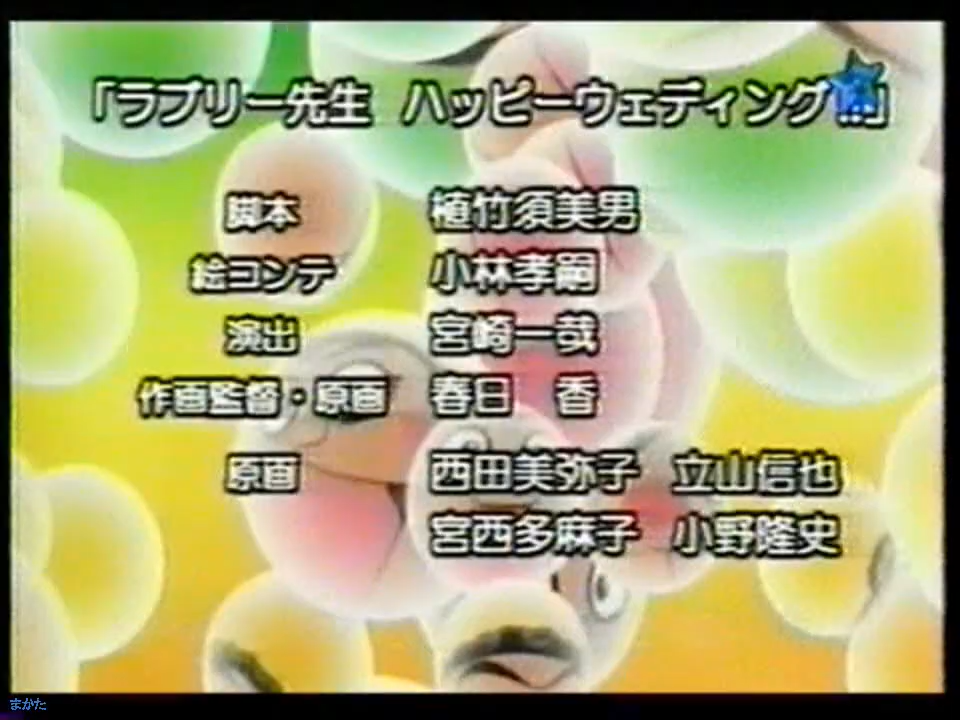 「ラブリー先生 ハッピーウェディング!!」
脚本 植竹須美男
絵コンテ 小林孝嗣
演出 宮崎一哉
作画監督・原画 春日 香
原画 西田美弥子 立山信也
宮西多麻子 小野隆史
まかた